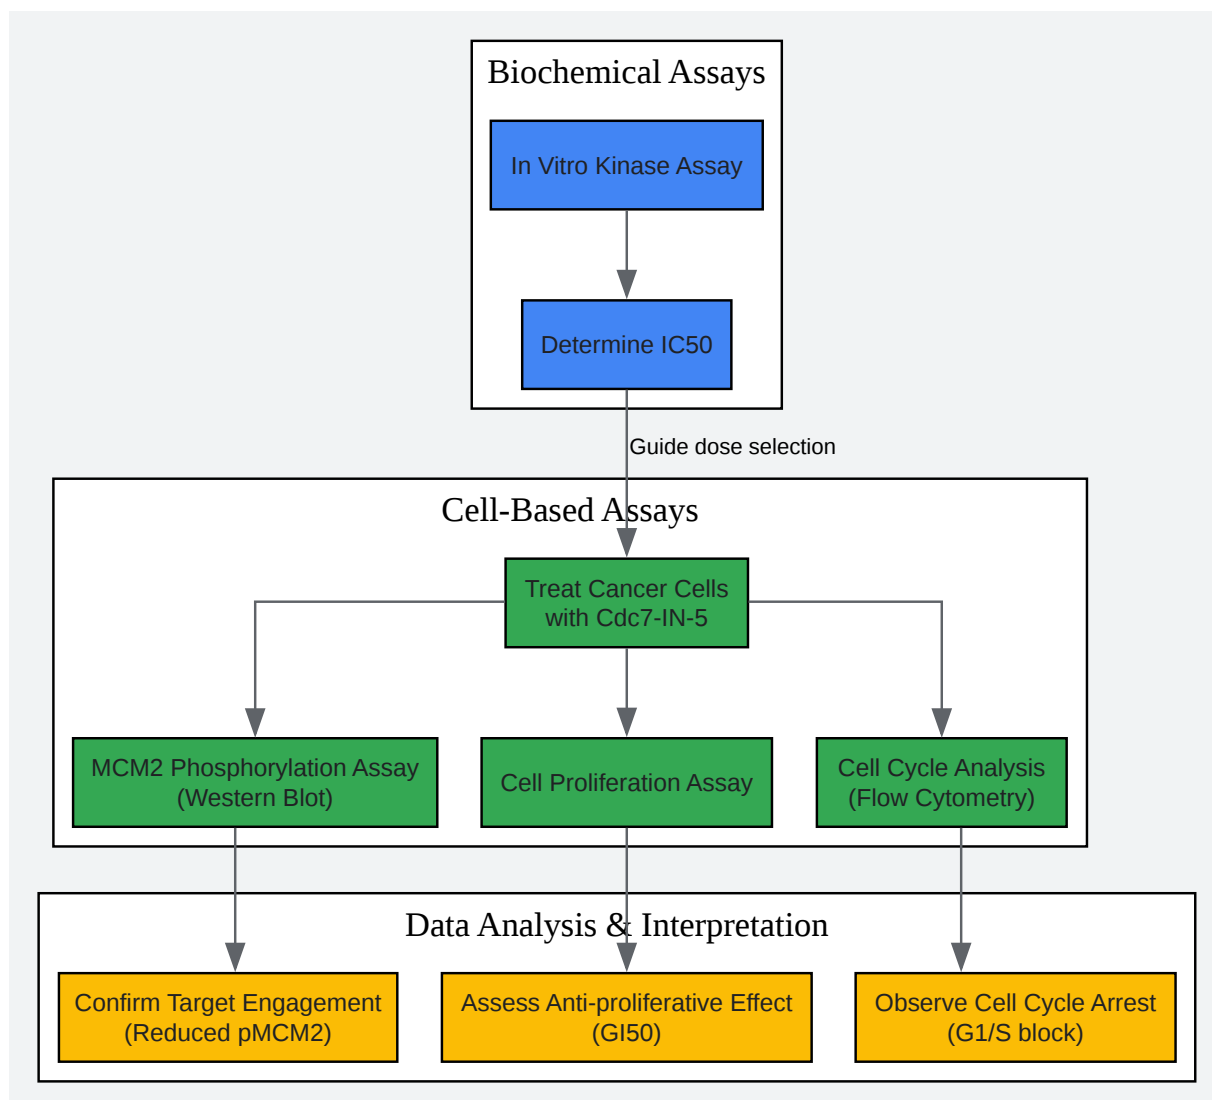 Biochemical Assays
In Vitro Kinase Assay
Determine IC50
Guide dose selection
Cell-Based Assays
Treat Cancer Cells
with Cdc7-IN-5
MCM2 Phosphorylation Assay
(Western Blot)
Cell Proliferation Assay
Cell Cycle Analysis
(Flow Cytometry)
Data Analysis & Interpretation
Confirm Target Engagement
(Reduced pMCM2)
Assess Anti-proliferative Effect
(GI50)
Observe Cell Cycle Arrest
(G1/S block)